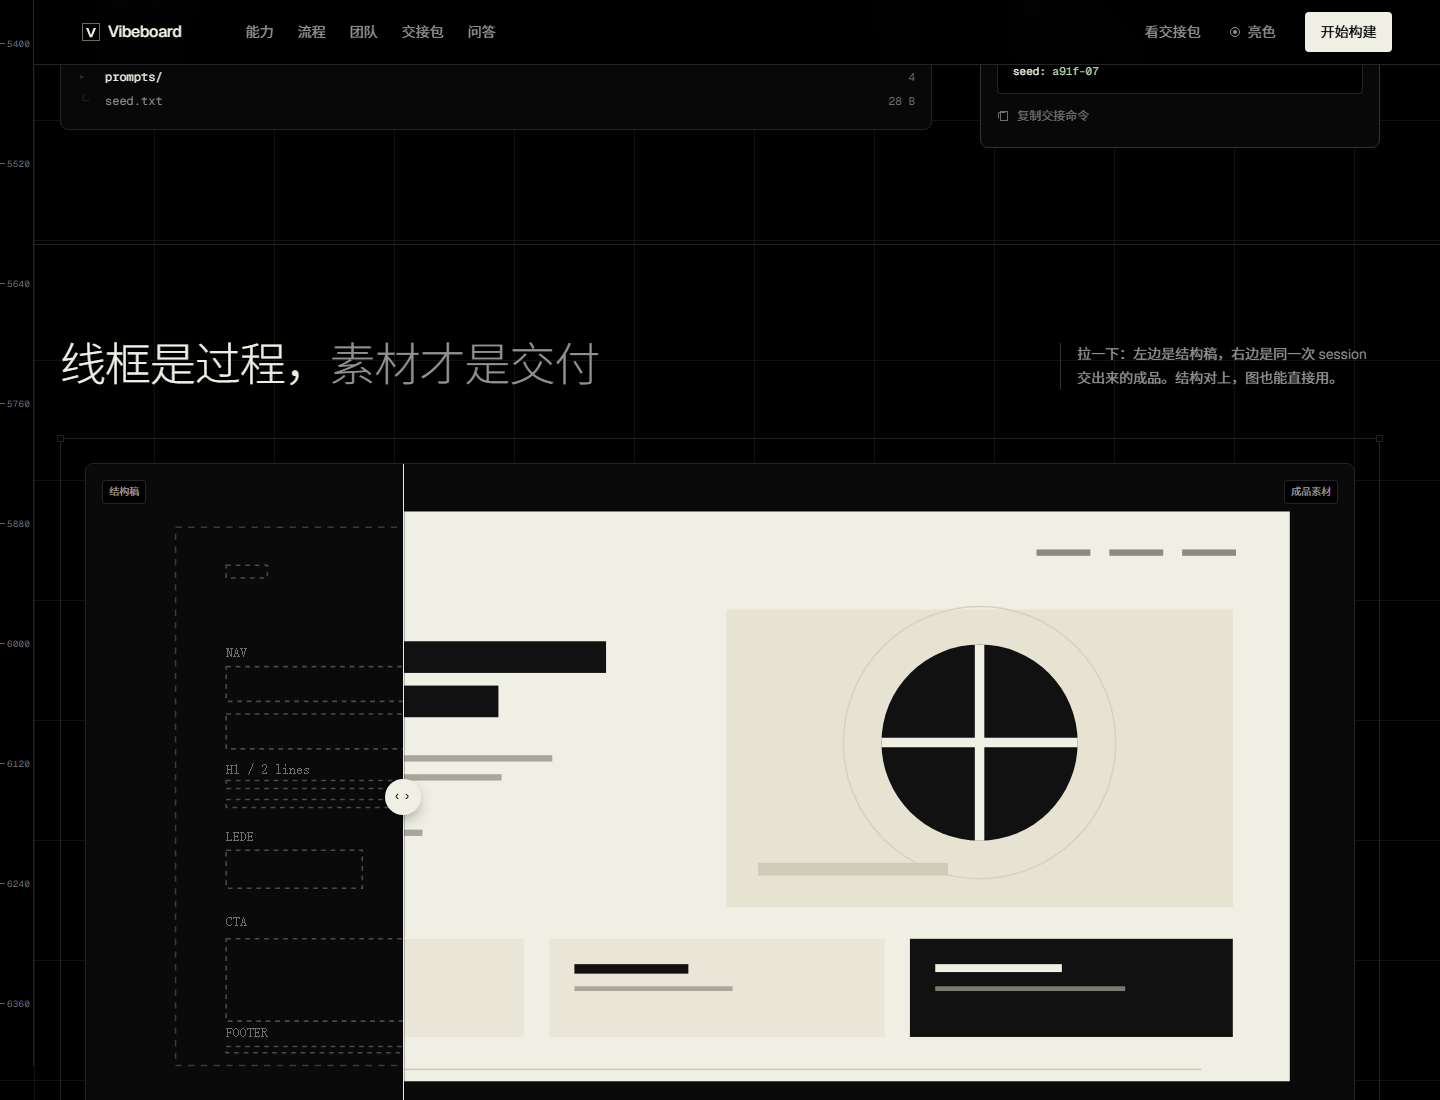 Vibeboard 能力 流程 团队 交接包 问答 看交接包 亮色 开始构建
5400
prompts/ 4
seed: a91f-07
seed.txt 28 B
复制交接命令
5520
5640
线框是过程，素材才是交付
拉一下：左边是结构稿，右边是同一次 session
交出来的成品。结构对上，图也能直接用。
5760
结构稿
成品素材
5880
6000
NAV
6120
H1 / 2 lines
LEDE
6240
CTA
6360
FOOTER